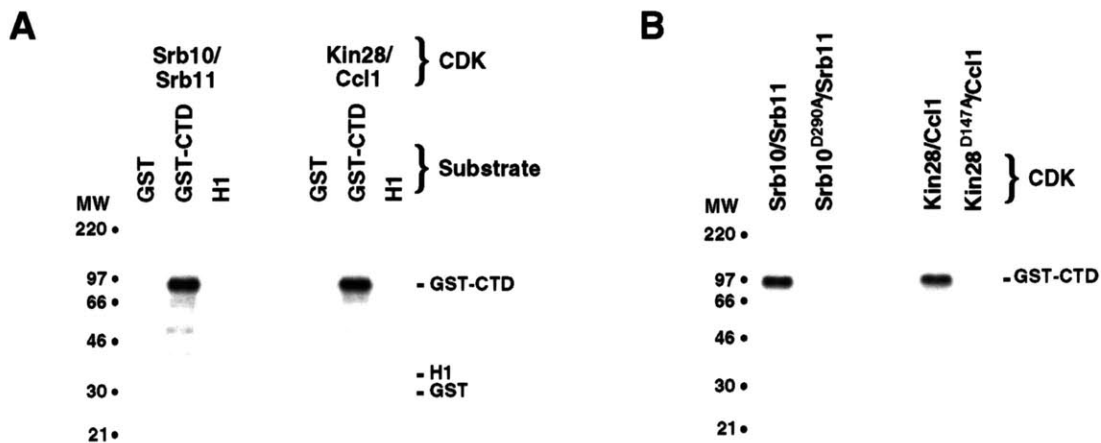 A
Srb10/
Srb11
Kin28/
Ccl1
} CDK
GST
GST-CTD
H1
GST
GST-CTD
H1
} Substrate
MW
220
97
66
46
30
21
- GST-CTD
- H1
- GST
B
Srb10/Srb11
Srb10D290A/Srb11
Kin28/Ccl1
Kin28D147A/Ccl1
} CDK
MW
220
97
66
46
30
21
- GST-CTD